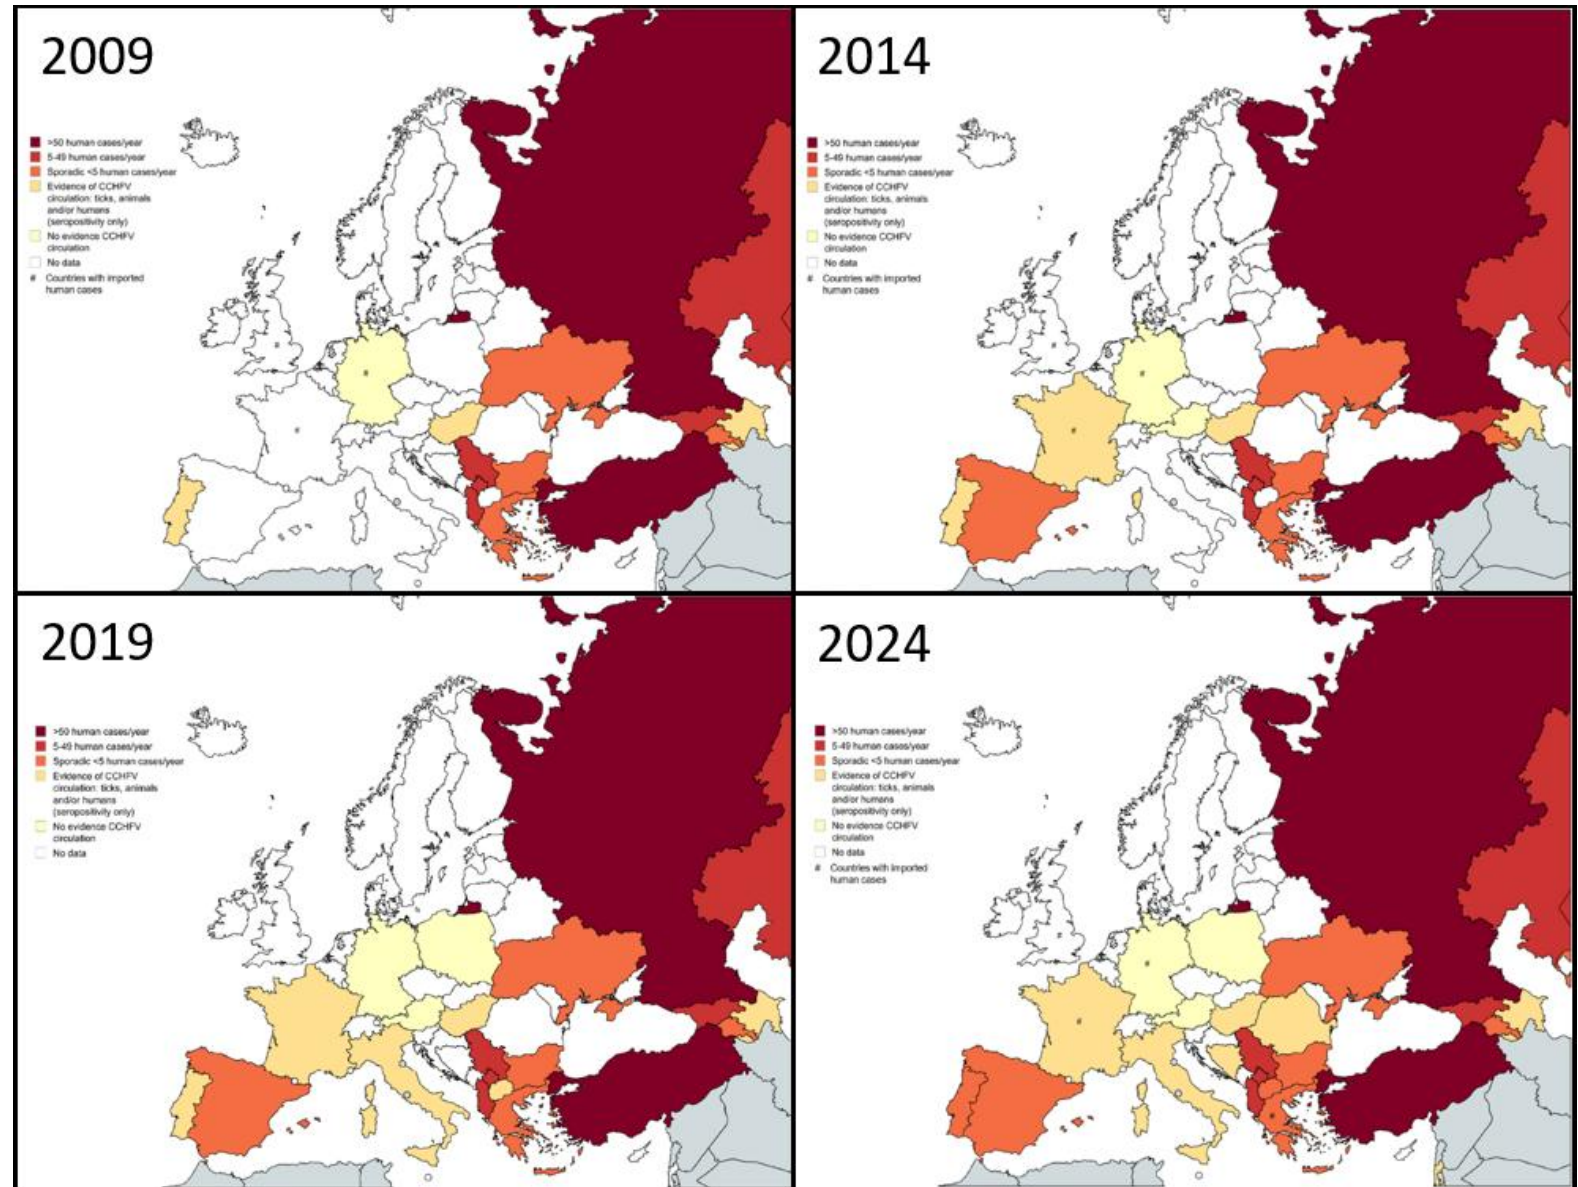 2009
>50 human cases/year
5-49 human cases/year
Sporadic <5 human cases/year
Evidence of CCHFV
circulation: ticks, animals
and/or humans
(seropositivity only)
No evidence CCHFV
circulation
No data
# Countries with imported
human cases
#
#
#
2014
>50 human cases/year
5-49 human cases/year
Sporadic <5 human cases/year
Evidence of CCHFV
circulation: ticks, animals
and/or humans
(seropositivity only)
No evidence CCHFV
circulation
No data
# Countries with imported
human cases
#
#
#
2019
>50 human cases/year
5-49 human cases/year
Sporadic <5 human cases/year
Evidence of CCHFV
circulation: ticks, animals
and/or humans
(seropositivity only)
No evidence CCHFV
circulation
No data
2024
>50 human cases/year
5-49 human cases/year
Sporadic <5 human cases/year
Evidence of CCHFV
circulation: ticks, animals
and/or humans
(seropositivity only)
No evidence CCHFV
circulation
No data
# Countries with imported
human cases
#
#
#
#